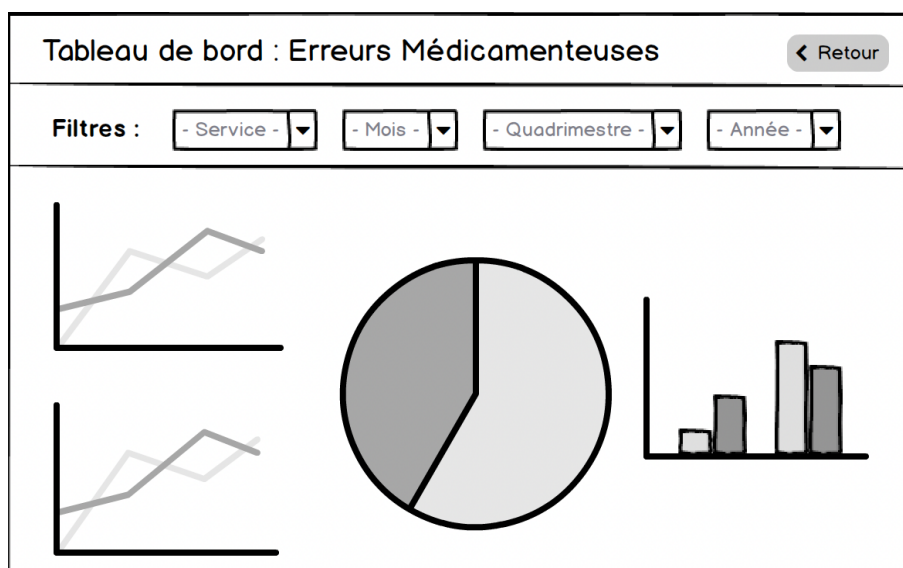 Tableau de bord : Erreurs Médicamenteuses
Retour
Filtres :
- Service -
- Mois -
- Quadrimestre -
- Année -